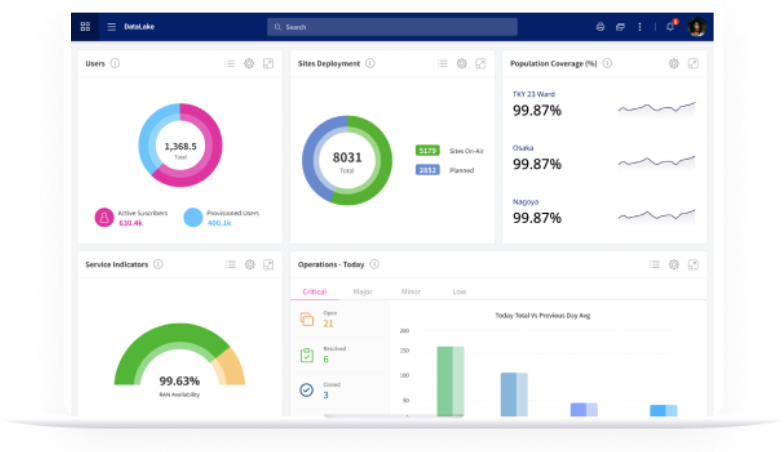 DataLake
Search
Users
1,368.5
Total
Active Suscribers
630.4k
Provisioned Users
400.1k
Sites Deployment
8031
Total
5179 Sites On-Air
2852 Planned
Population Coverage (%)
TKY 23 Ward
99.87%
Osaka
99.87%
Nagoya
99.87%
Service Indicators
99.63%
RAN Availability
Operations - Today
Critical Major Minor Low
Open
21
Resolved
6
Closed
3
Today Total Vs Previous Day Avg
200
150
100
50